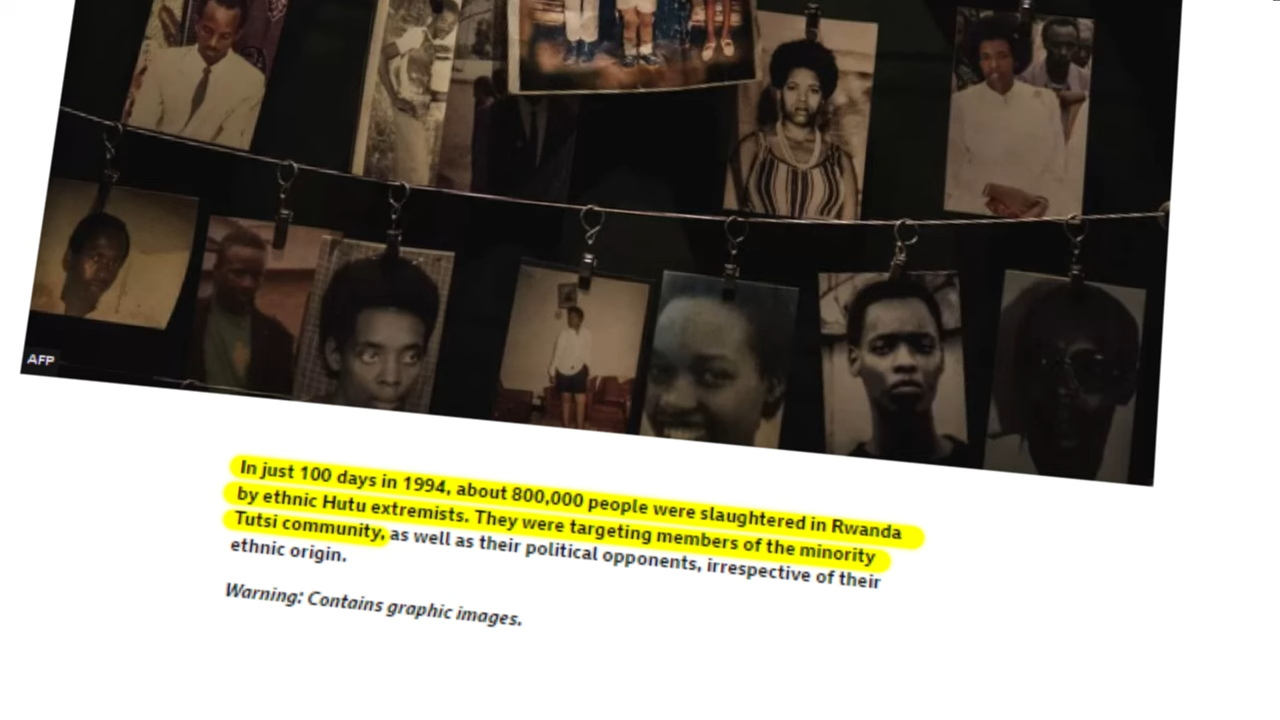 AFP
In just 100 days in 1994, about 800,000 people were slaughtered in Rwanda
by ethnic Hutu extremists. They were targeting members of the minority
Tutsi community, as well as their political opponents, irrespective of their
ethnic origin.
Warning: Contains graphic images.